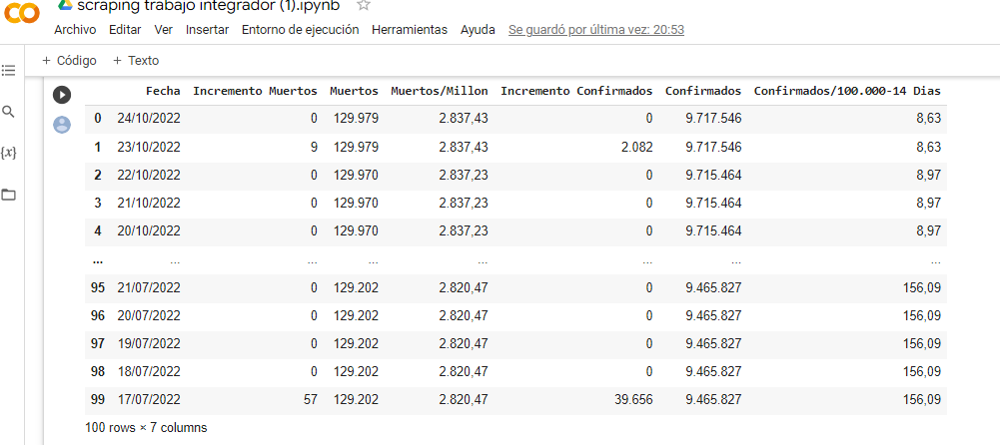 scraping trabajo integrador (1).ipynb
Archivo Editar Ver Insertar Entorno de ejecución Herramientas Ayuda Se guardó por última vez: 20:53
+ Código + Texto
Fecha Incremento Muertos Muertos Muertos/Millon Incremento Confirmados Confirmados Confirmados/100.000-14 Dias
0 24/10/2022 0 129.979 2.837,43 0 9.717.546 8,63
1 23/10/2022 9 129.979 2.837,43 2.082 9.717.546 8,63
2 22/10/2022 0 129.970 2.837,23 0 9.715.464 8,97
3 21/10/2022 0 129.970 2.837,23 0 9.715.464 8,97
4 20/10/2022 0 129.970 2.837,23 0 9.715.464 8,97
... ... ... ... ... ... ... ...
95 21/07/2022 0 129.202 2.820,47 0 9.465.827 156,09
96 20/07/2022 0 129.202 2.820,47 0 9.465.827 156,09
97 19/07/2022 0 129.202 2.820,47 0 9.465.827 156,09
98 18/07/2022 0 129.202 2.820,47 0 9.465.827 156,09
99 17/07/2022 57 129.202 2.820,47 39.656 9.465.827 156,09
100 rows × 7 columns
{x}